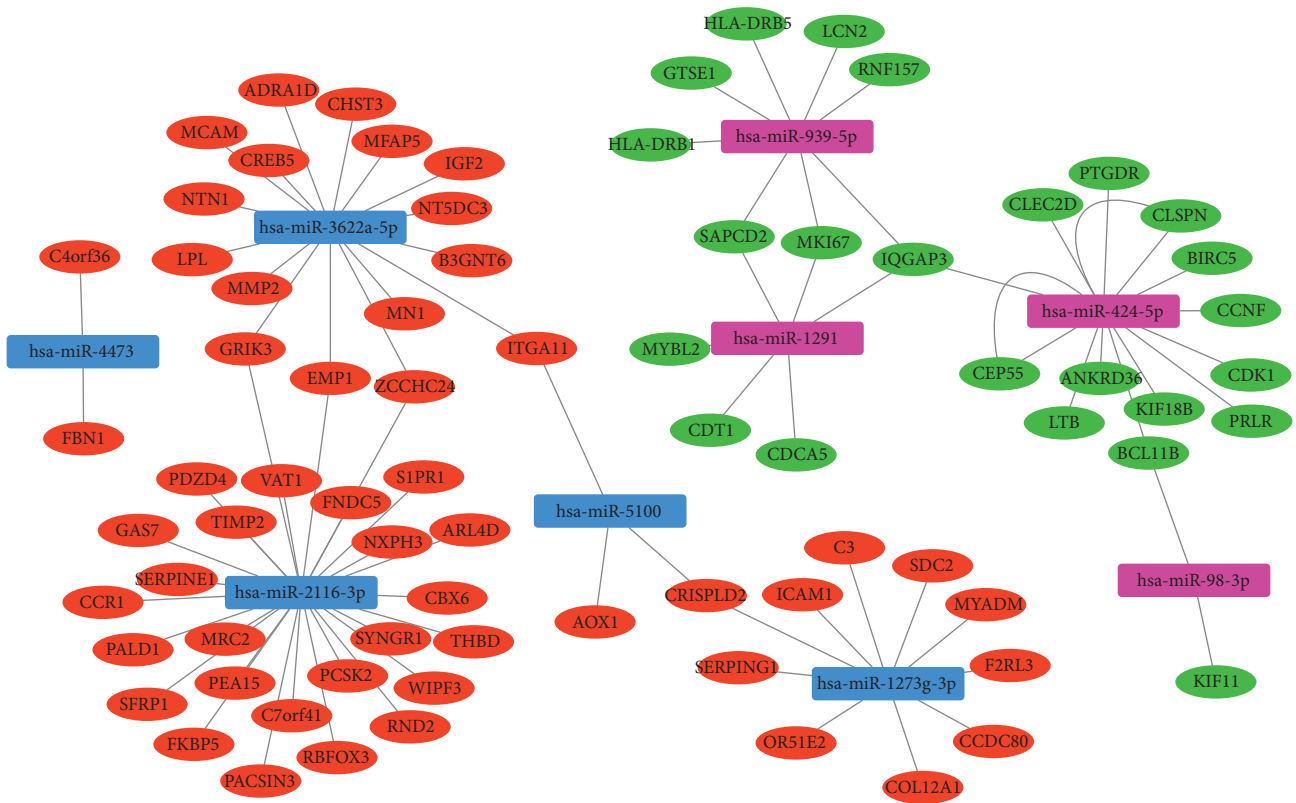 HLA-DRB5
LCN2
GTSE1
RNF157
ADRA1D
CHST3
MCAM
MFAP5
hsa-miR-939-5p
HLA-DRB1
CREB5
IGF2
PTGDR
NTN1
NT5DC3
CLEC2D
CLSPN
hsa-miR-3622a-5p
SAPCD2
MKI67
C4orf36
LPL
B3GNT6
IQGAP3
BIRC5
MMP2
MN1
hsa-miR-424-5p
CCNF
hsa-miR-4473
GRIK3
ITGA11
MYBL2
hsa-miR-1291
EMP1
ZCCHC24
CEP55
ANKRD36
CDK1
FBN1
CDT1
LTB
KIF18B
PRLR
CDCA5
BCL11B
PDZD4
VAT1
S1PR1
FNDC5
hsa-miR-5100
GAS7
TIMP2
NXPH3
ARL4D
C3
SDC2
SERPINE1
hsa-miR-2116-3p
hsa-miR-98-3p
CCR1
CBX6
CRISPLD2
ICAM1
MYADM
AOX1
PALD1
MRC2
SYNGR1
THBD
SERPING1
F2RL3
PEA15
PCSK2
WIPF3
hsa-miR-1273g-3p
KIF11
SFRP1
C7orf41
RND2
FKBP5
RBFOX3
OR51E2
CCDC80
PACSIN3
COL12A1